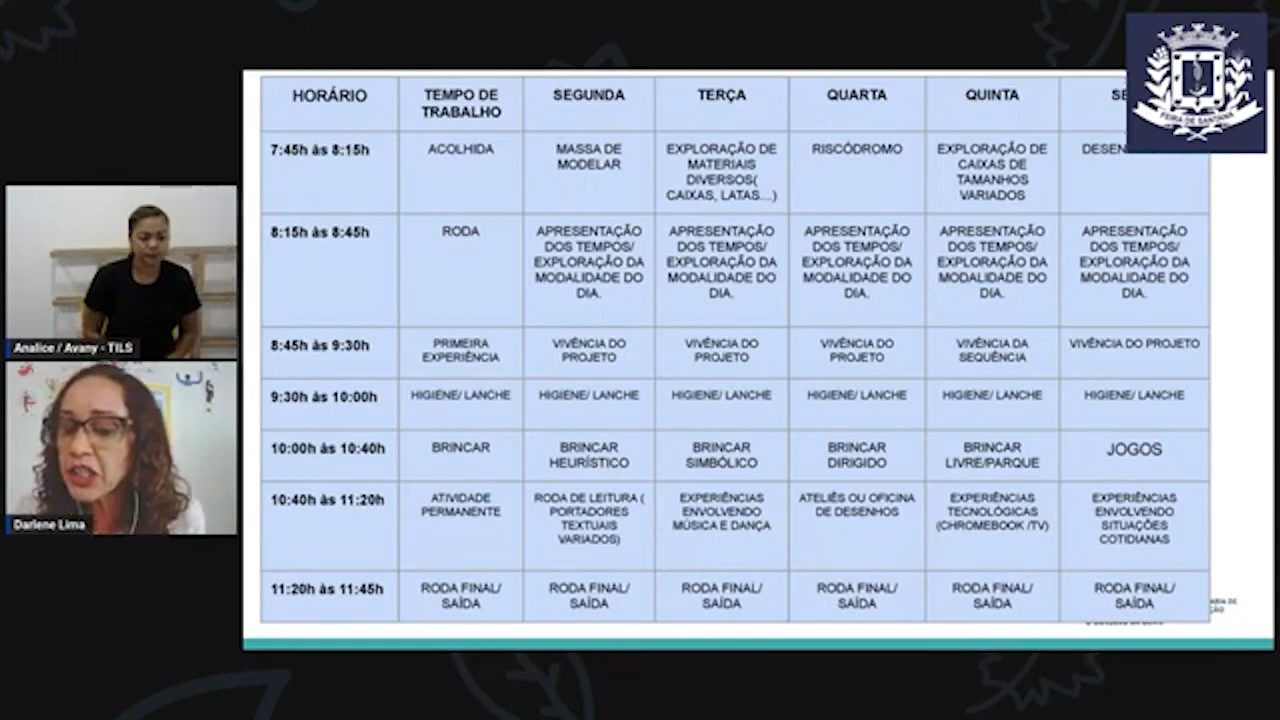 HORÁRIO
TEMPO DE
TRABALHO
SEGUNDA
TERÇA
QUARTA
QUINTA
SE
7:45h às 8:15h
ACOLHIDA
MASSA DE
MODELAR
EXPLORAÇÃO DE
MATERIAIS
DIVERSOS(
CAIXAS, LATAS...)
RISCÓDROMO
EXPLORAÇÃO DE
CAIXAS DE
TAMANHOS
VARIADOS
DESEN
8:15h às 8:45h
RODA
APRESENTAÇÃO
DOS TEMPOS/
EXPLORAÇÃO DA
MODALIDADE DO
DIA.
APRESENTAÇÃO
DOS TEMPOS/
EXPLORAÇÃO DA
MODALIDADE DO
DIA.
APRESENTAÇÃO
DOS TEMPOS/
EXPLORAÇÃO DA
MODALIDADE DO
DIA.
APRESENTAÇÃO
DOS TEMPOS/
EXPLORAÇÃO DA
MODALIDADE DO
DIA.
APRESENTAÇÃO
DOS TEMPOS/
EXPLORAÇÃO DA
MODALIDADE DO
DIA.
8:45h às 9:30h
PRIMEIRA
EXPERIÊNCIA
VIVÊNCIA DO
PROJETO
VIVÊNCIA DO
PROJETO
VIVÊNCIA DO
PROJETO
VIVÊNCIA DA
SEQUÊNCIA
VIVÊNCIA DO PROJETO
9:30h às 10:00h
HIGIENE/ LANCHE
HIGIENE/ LANCHE
HIGIENE/ LANCHE
HIGIENE/ LANCHE
HIGIENE/ LANCHE
HIGIENE/ LANCHE
10:00h às 10:40h
BRINCAR
BRINCAR
HEURÍSTICO
BRINCAR
SIMBÓLICO
BRINCAR
DIRIGIDO
BRINCAR
LIVRE/PARQUE
JOGOS
10:40h às 11:20h
ATIVIDADE
PERMANENTE
RODA DE LEITURA (
PORTADORES
TEXTUAIS
VARIADOS)
EXPERIÊNCIAS
ENVOLVENDO
MÚSICA E DANÇA
ATELIÊS OU OFICINA
DE DESENHOS
EXPERIÊNCIAS
TECNOLÓGICAS
(CHROMEBOOK /TV)
EXPERIÊNCIAS
ENVOLVENDO
SITUAÇÕES
COTIDIANAS
11:20h às 11:45h
RODA FINAL/
SAÍDA
RODA FINAL/
SAÍDA
RODA FINAL/
SAÍDA
RODA FINAL/
SAÍDA
RODA FINAL/
SAÍDA
RODA FINAL/
SAÍDA
FEIRA DE SANTANA
Analice / Avany - TILS
Darlene Lima